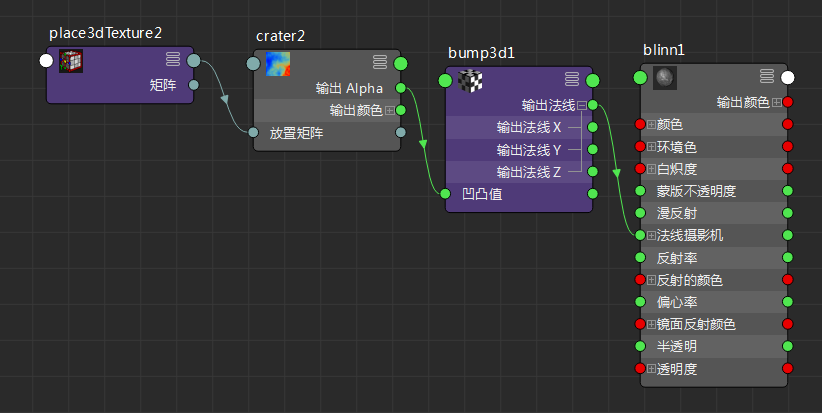 place3dTexture2
矩阵
crater2
输出 Alpha
输出颜色
放置矩阵
bump3d1
输出法线
输出法线 X
输出法线 Y
输出法线 Z
凹凸值
blinn1
输出颜色
颜色
环境色
白炽度
蒙版不透明度
漫反射
法线摄影机
反射率
反射的颜色
偏心率
镜面反射颜色
半透明
透明度